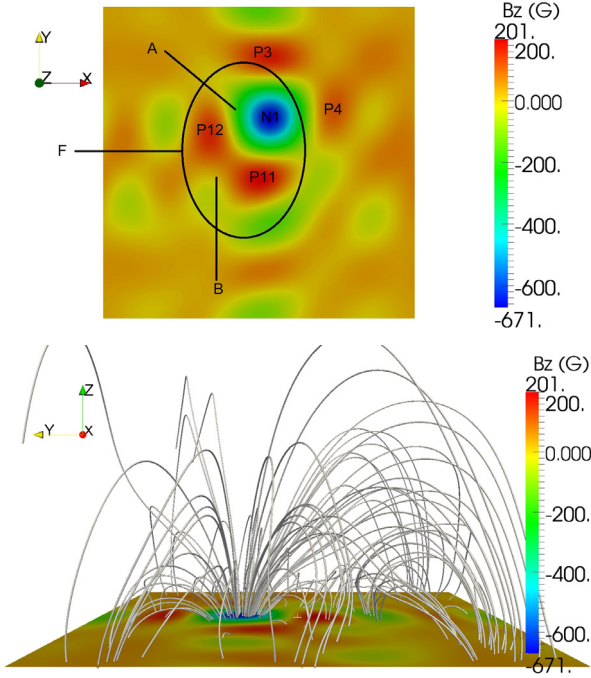 Bz (G)
201.
200.
0.000
-200.
-400.
-600.
-671.
Y
Z
X
A
P3
N1
P4
P12
F
P11
B
Bz (G)
201.
200.
0.000
-200.
-400.
-600.
-671.
Z
Y
X